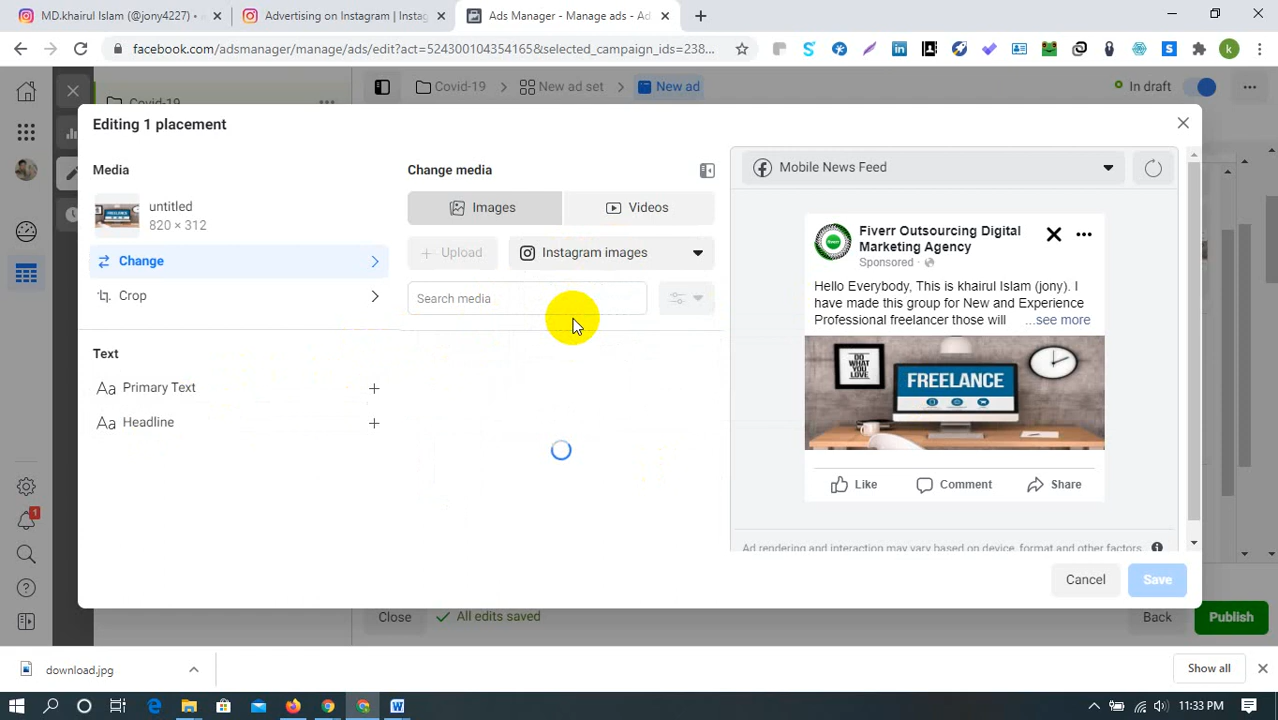 MD.khairul Islam (@jony4227) •
Advertising on Instagram | Instag
Ads Manager - Manage ads - Ad
facebook.com/adsmanager/manage/ads/edit?act=524300104354165&selected_campaign_ids=238...
k
Covid-19
Covid-19 > New ad set > New ad
In draft
Editing 1 placement
Media
untitled
820 × 312
Change
Crop
Text
Aa Primary Text +
Aa Headline +
Change media
Images
Videos
+ Upload
Instagram images
Search media
Mobile News Feed
Fiverr Outsourcing Digital
Marketing Agency
Sponsored ·
Hello Everybody, This is khairul Islam (jony). I
have made this group for New and Experience
Professional freelancer those will ...see more
DO
WHAT
YOU
LOVE
FREELANCE
Like
Comment
Share
Ad rendering and interaction may vary based on device, format and other factors.
Cancel
Save
1
Close
All edits saved
Back
Publish
download.jpg
Show all
11:33 PM